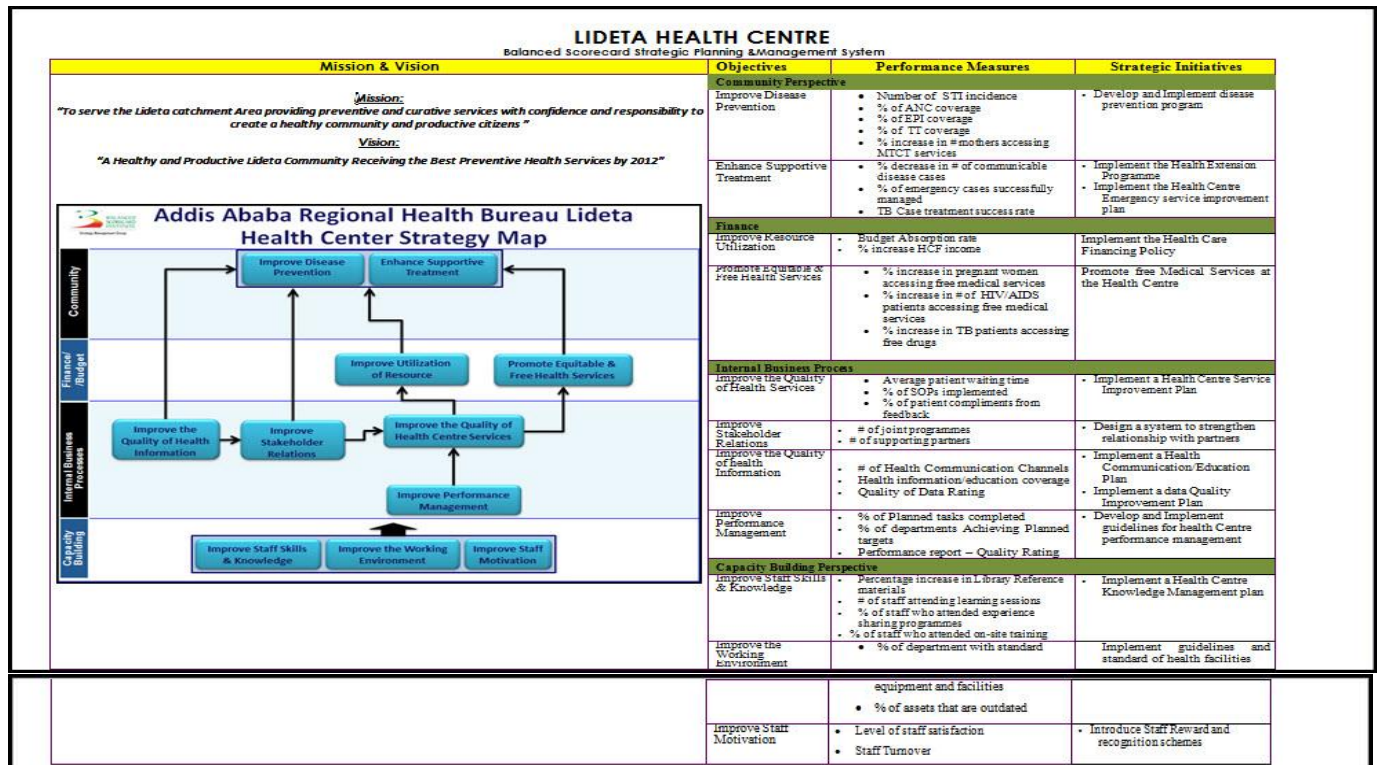 LIDETA HEALTH CENTRE
Balanced Scorecard Strategic Planning &Management System
Mission & Vision
Mission:
"To serve the Lideta catchment Area providing preventive and curative services with confidence and responsibility to
create a healthy community and productive citizens "
Vision:
"A Healthy and Productive Lideta Community Receiving the Best Preventive Health Services by 2012"
Addis Ababa Regional Health Bureau Lideta
Health Center Strategy Map
Community
Improve Disease
Prevention
Enhance Supportive
Treatment
Finance/
/Budget
Improve Utilization
of Resource
Promote Equitable &
Free Health Services
Internal Business
Processes
Improve the
Quality of Health
Information
Improve
Stakeholder
Relations
Improve the Quality of
Health Centre Services
Improve Performance
Management
Capacity
Building
Improve Staff Skills
& Knowledge
Improve the Working
Environment
Improve Staff
Motivation
Objectives
Performance Measures
Strategic Initiatives
Community Perspective
Improve Disease
Prevention
• Number of STI incidence
• % of ANC coverage
• % of EPI coverage
• % of TT coverage
• % increase in # mothers accessing
MTCT services
• Develop and Implement disease
prevention program
Enhance Supportive
Treatment
• % decrease in # of communicable
disease cases
• % of emergency cases successfully
managed
• TB Case treatment success rate
• Implement the Health Extension
Programme
• Implement the Health Centre
Emergency service improvement
plan
Finance
Improve Resource
Utilization
• Budget Absorption rate
• % increase HCF income
Implement the Health Care
Financing Policy
Promote Equitable &
Free Health Services
• % increase in pregnant women
accessing free medical services
• % increase in # of HIV/AIDS
patients accessing free medical
services
• % increase in TB patients accessing
free drugs
Promote free Medical Services at
the Health Centre
Internal Business Process
Improve the Quality
of Health Services
• Average patient waiting time
• % of SOPs implemented
• % of patient compliments from
feedback
• Implement a Health Centre Service
Improvement Plan
Improve
Stakeholder
Relations
• # of joint programmes
• # of supporting partners
• Design a system to strengthen
relationship with partners
Improve the Quality
of health
Information
• # of Health Communication Channels
• Health information/education coverage
• Quality of Data Rating
• Implement a Health
Communication/Education
Plan
• Implement a data Quality
Improvement Plan
Improve
Performance
Management
• % of Planned tasks completed
• % of departments Achieving Planned
targets
• Performance report – Quality Rating
• Develop and Implement
guidelines for health Centre
performance management
Capacity Building Perspective
Improve Staff Skills
& Knowledge
• Percentage increase in Library Reference
materials
• # of staff attending learning sessions
• % of staff who attended experience
sharing programmes
• % of staff who attended on-site training
• Implement a Health Centre
Knowledge Management plan
Improve the
Working
Environment
• % of department with standard
Implement guidelines and
standard of health facilities
equipment and facilities
• % of assets that are outdated
Improve Staff
Motivation
• Level of staff satisfaction
• Staff Turnover
• Introduce Staff Reward and
recognition schemes